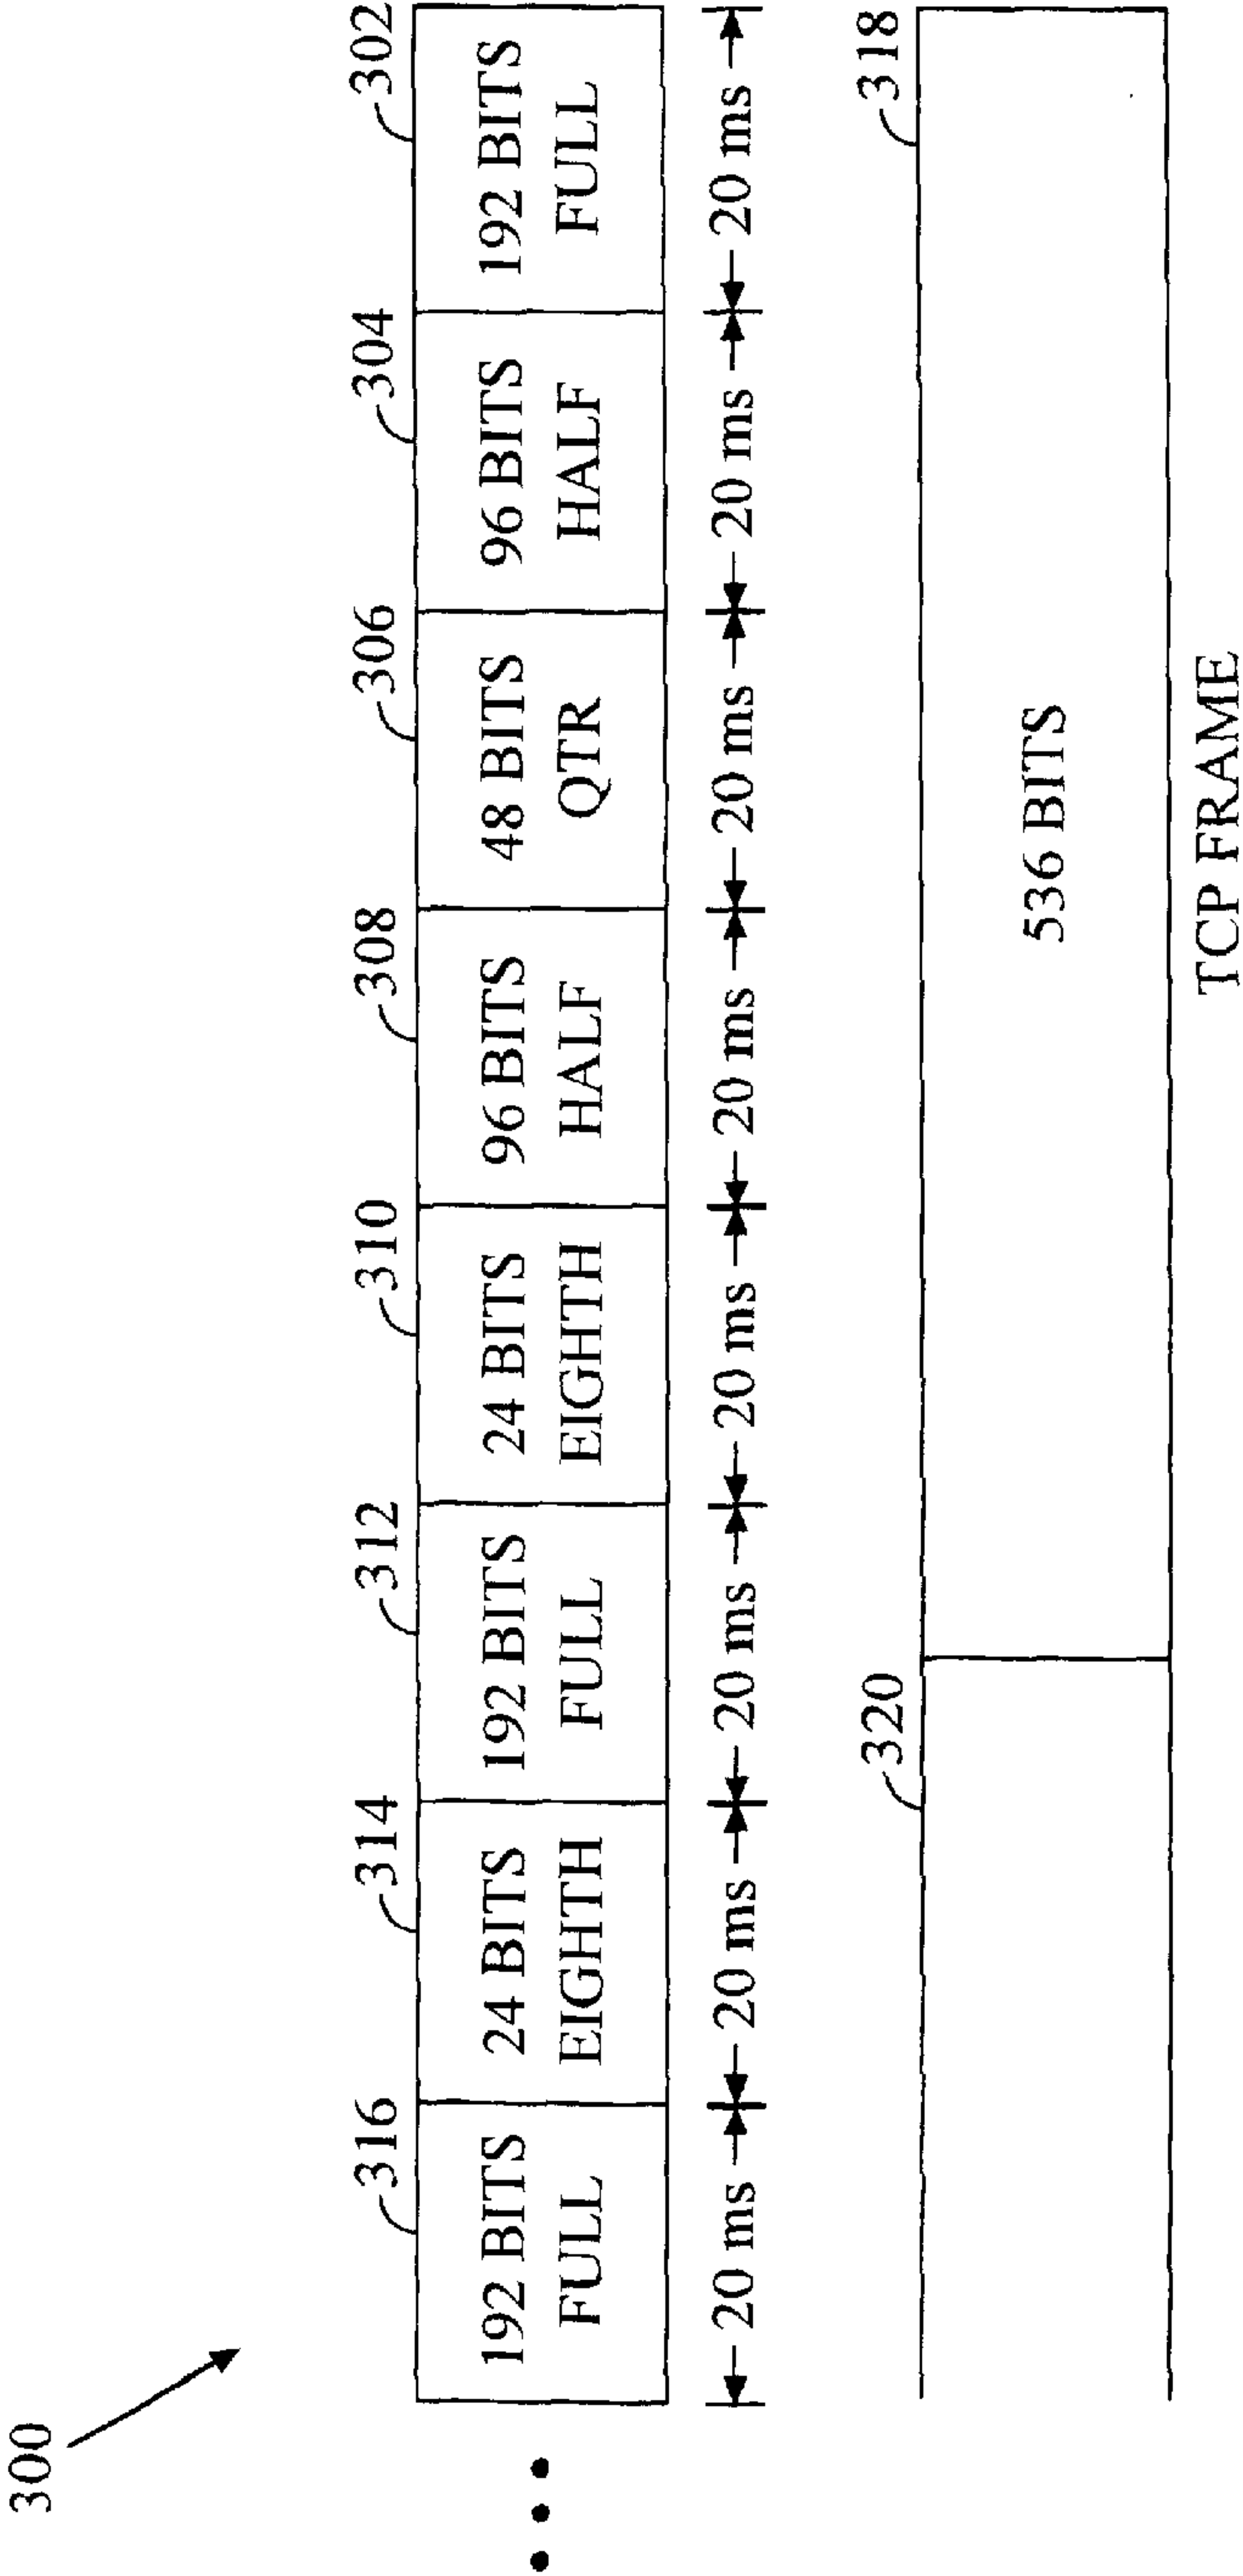 300
316
314
312
310
308
306
304
302
192 BITS
FULL
24 BITS
EIGHTH
192 BITS
FULL
24 BITS
EIGHTH
96 BITS
HALF
48 BITS
QTR
96 BITS
HALF
192 BITS
FULL
20 ms
20 ms
20 ms
20 ms
20 ms
20 ms
20 ms
20 ms
320
318
536 BITS
TCP FRAME